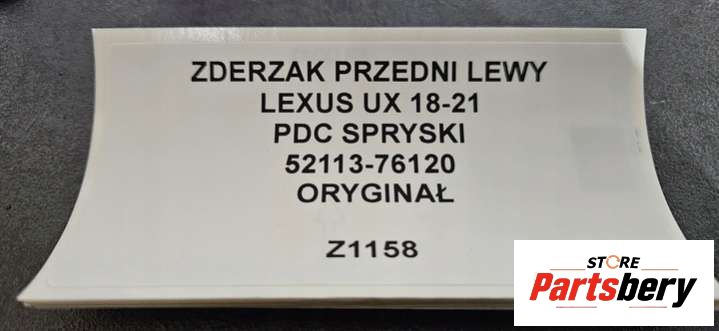 ZDERZAK PRZEDNI LEWY
LEXUS UX 18-21
PDC SPRYSKI
52113-76120
ORYGINAŁ
Z1158
STORE
Partsbery